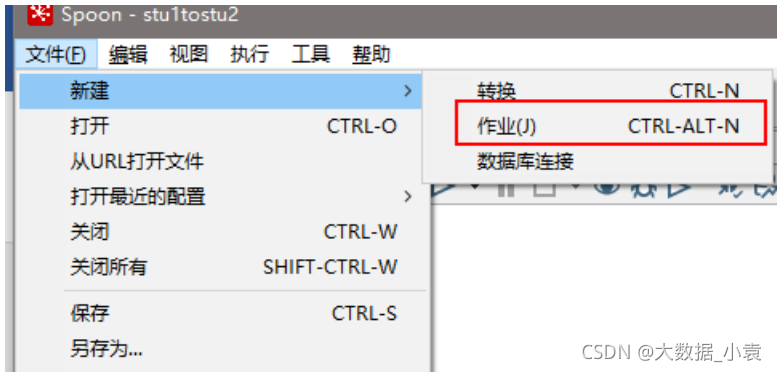 Spoon - stu1tostu2
文件(F) 编辑 视图 执行 工具 帮助
新建
转换 CTRL-N
打开 CTRL-O
作业(J) CTRL-ALT-N
从URL打开文件
数据库连接
打开最近的配置
关闭 CTRL-W
关闭所有 SHIFT-CTRL-W
保存 CTRL-S
另存为...
CSDN @大数据_小袁